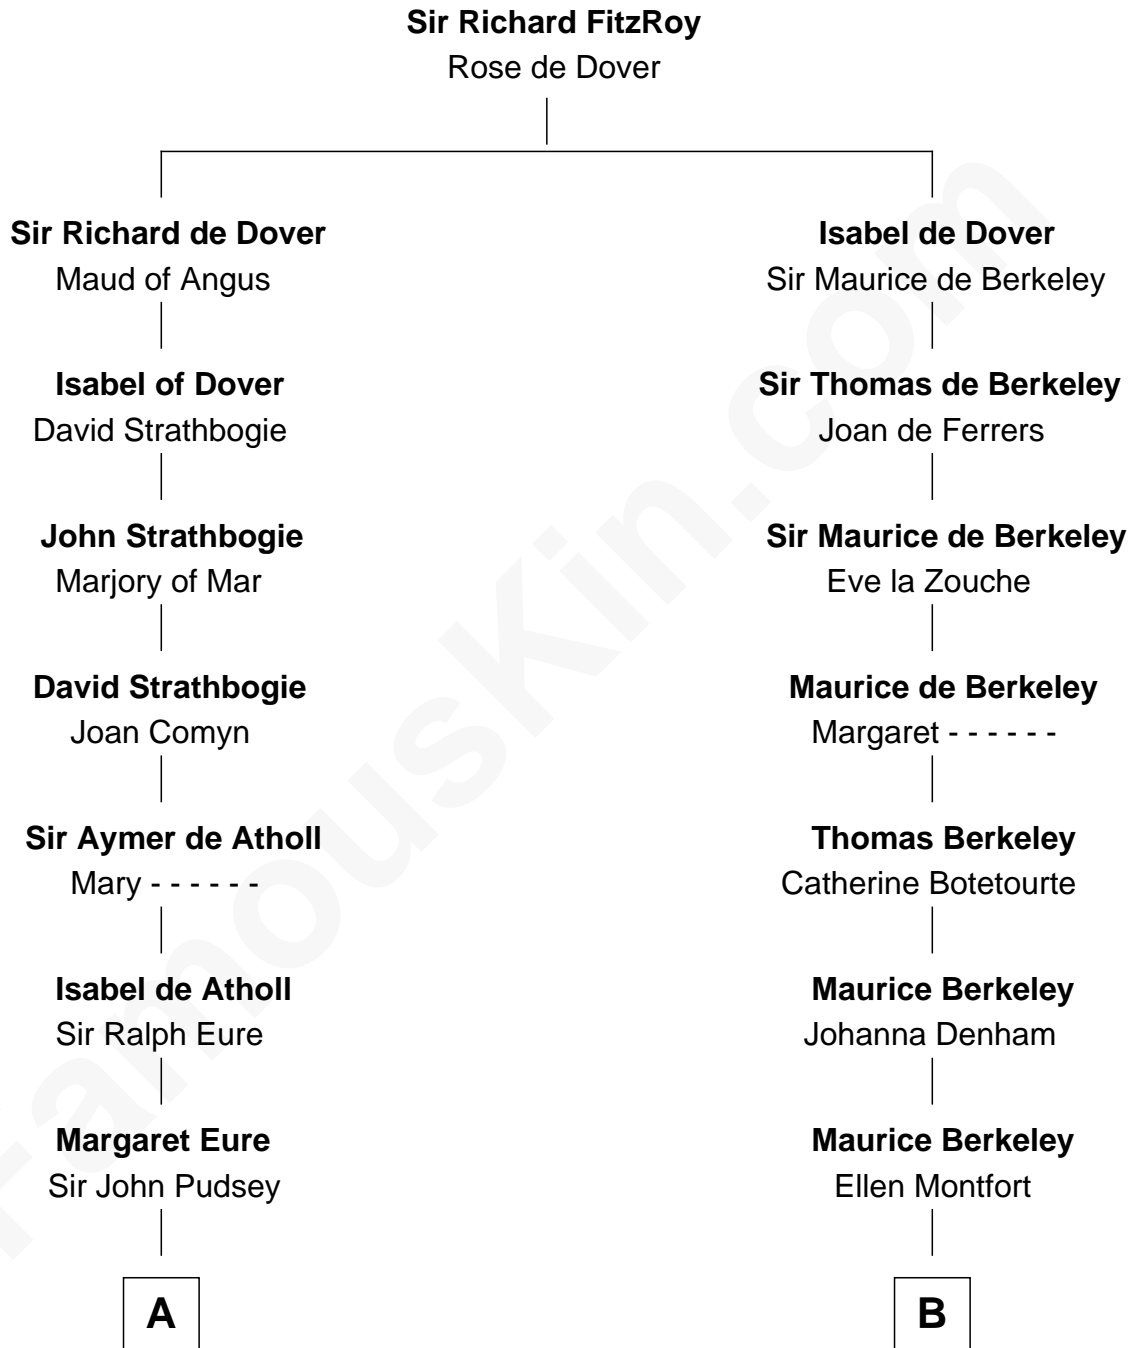 Sir Richard FitzRoy
Rose de Dover
Sir Richard de Dover
Maud of Angus
Isabel de Dover
Sir Maurice de Berkeley
Isabel of Dover
David Strathbogie
Sir Thomas de Berkeley
Joan de Ferrers
John Strathbogie
Marjory of Mar
Sir Maurice de Berkeley
Eve la Zouche
David Strathbogie
Joan Comyn
Maurice de Berkeley
Margaret - - - - - -
Sir Aymer de Atholl
Mary - - - - - -
Thomas Berkeley
Catherine Botetourte
Isabel de Atholl
Sir Ralph Eure
Maurice Berkeley
Johanna Denham
Margaret Eure
Sir John Pudsey
Maurice Berkeley
Ellen Montfort
A
B
FamousKin.com